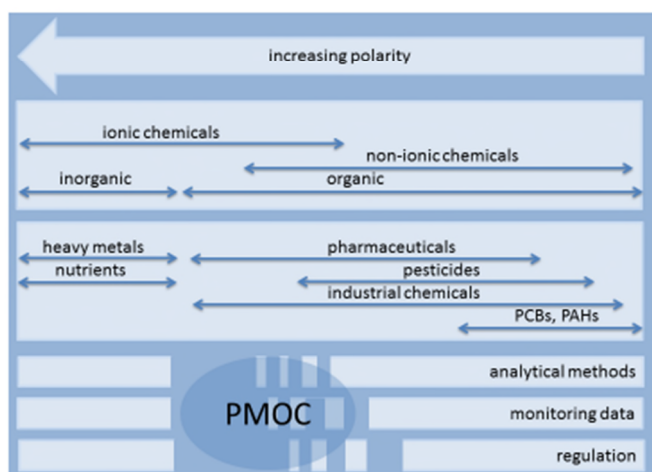 increasing polarity
ionic chemicals
non-ionic chemicals
inorganic
organic
heavy metals
pharmaceuticals
nutrients
pesticides
industrial chemicals
PCBs, PAHs
analytical methods
PMOC
monitoring data
regulation